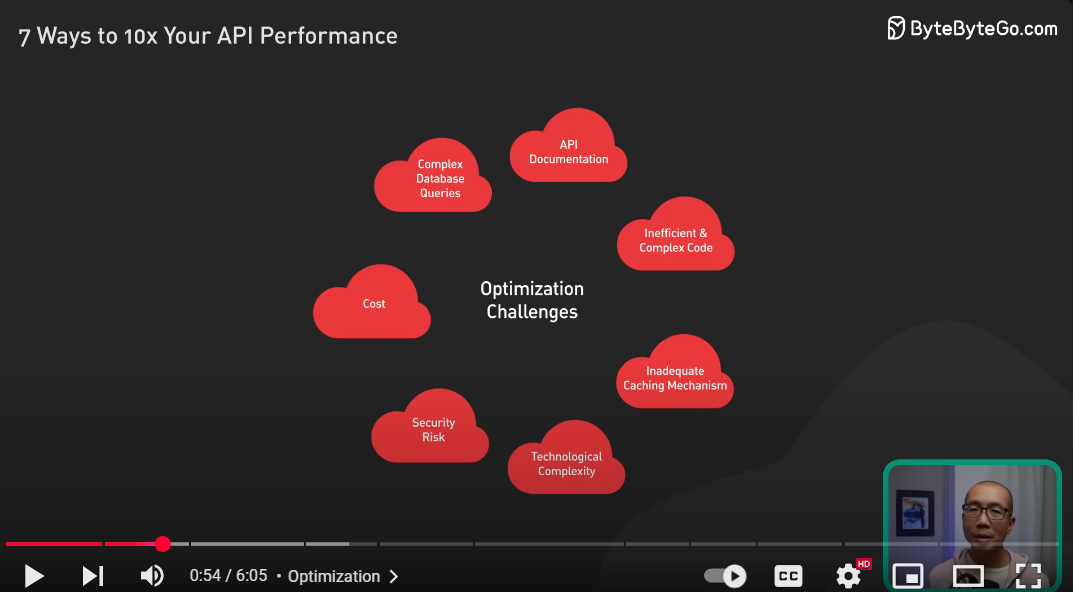 7 Ways to 10x Your API Performance
ByteByteGo.com
API
Documentation
Complex
Database
Queries
Inefficient &
Complex Code
Optimization
Challenges
Cost
Inadequate
Caching Mechanism
Security
Risk
Technological
Complexity
0:54 / 6:05 • Optimization
CC
HD